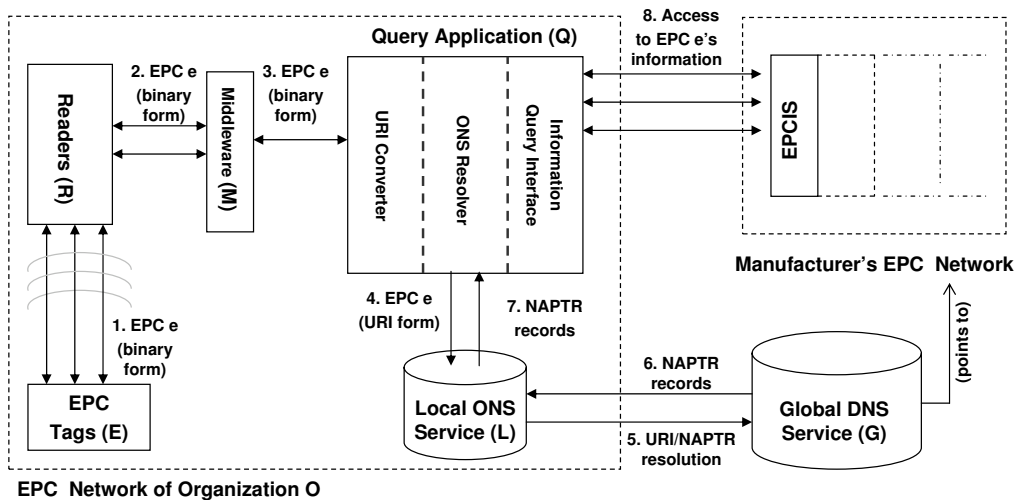 Query Application (Q)
8. Access
to EPC e's
information
2. EPC e
(binary
form)
3. EPC e
(binary
form)
Readers (R)
Middleware (M)
URI Converter
ONS Resolver
Information
Query Interface
EPCIS
Manufacturer's EPC Network
1. EPC e
(binary
form)
4. EPC e
(URI form)
7. NAPTR
records
6. NAPTR
records
(points to)
EPC
Tags (E)
Local ONS
Service (L)
Global DNS
Service (G)
5. URI/NAPTR
resolution
EPC Network of Organization O